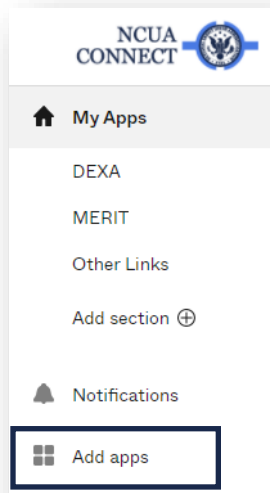 NCUA
CONNECT
My Apps
DEXA
MERIT
Other Links
Add section
Notifications
Add apps